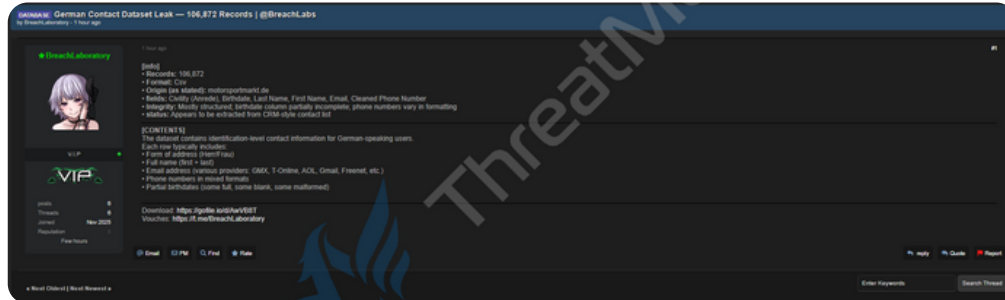 DATABASE German Contact Dataset Leak — 106,872 Records | @BreachLabs
by BreachLaboratory - 1 hour ago
1 hour ago
#1
BreachLaboratory
[info]
• Records: 106,872
• Format: Csv
• Origin (as stated): motorsportmarkt.de
• fields: Civility (Anrede), Birthdate, Last Name, First Name, Email, Cleaned Phone Number
• Integrity: Mostly structured, birthdate column partially incomplete; phone numbers vary in formatting
• status: Appears to be extracted from CRM-style contact list
[CONTENTS]
The dataset contains identification-level contact information for German-speaking users.
Each row typically includes:
• Form of address (Herr/Frau)
• Full name (first + last)
• Email address (various providers: GMX, T-Online, AOL, Gmail, Freenet, etc.)
• Phone numbers in mixed formats
• Partial birthdates (some full, some blank, some malformed)
V.I.P
VIP
posts 6
Threads 6
Joined Nov 2025
Reputation
Few hours
Download: https://gofile.io/d/
Vouches: https://t.me/BreachLaboratory
Email PM Find Rate
reply Quote Report
« Next Oldest | Next Newest »
Enter Keywords
Search Thread